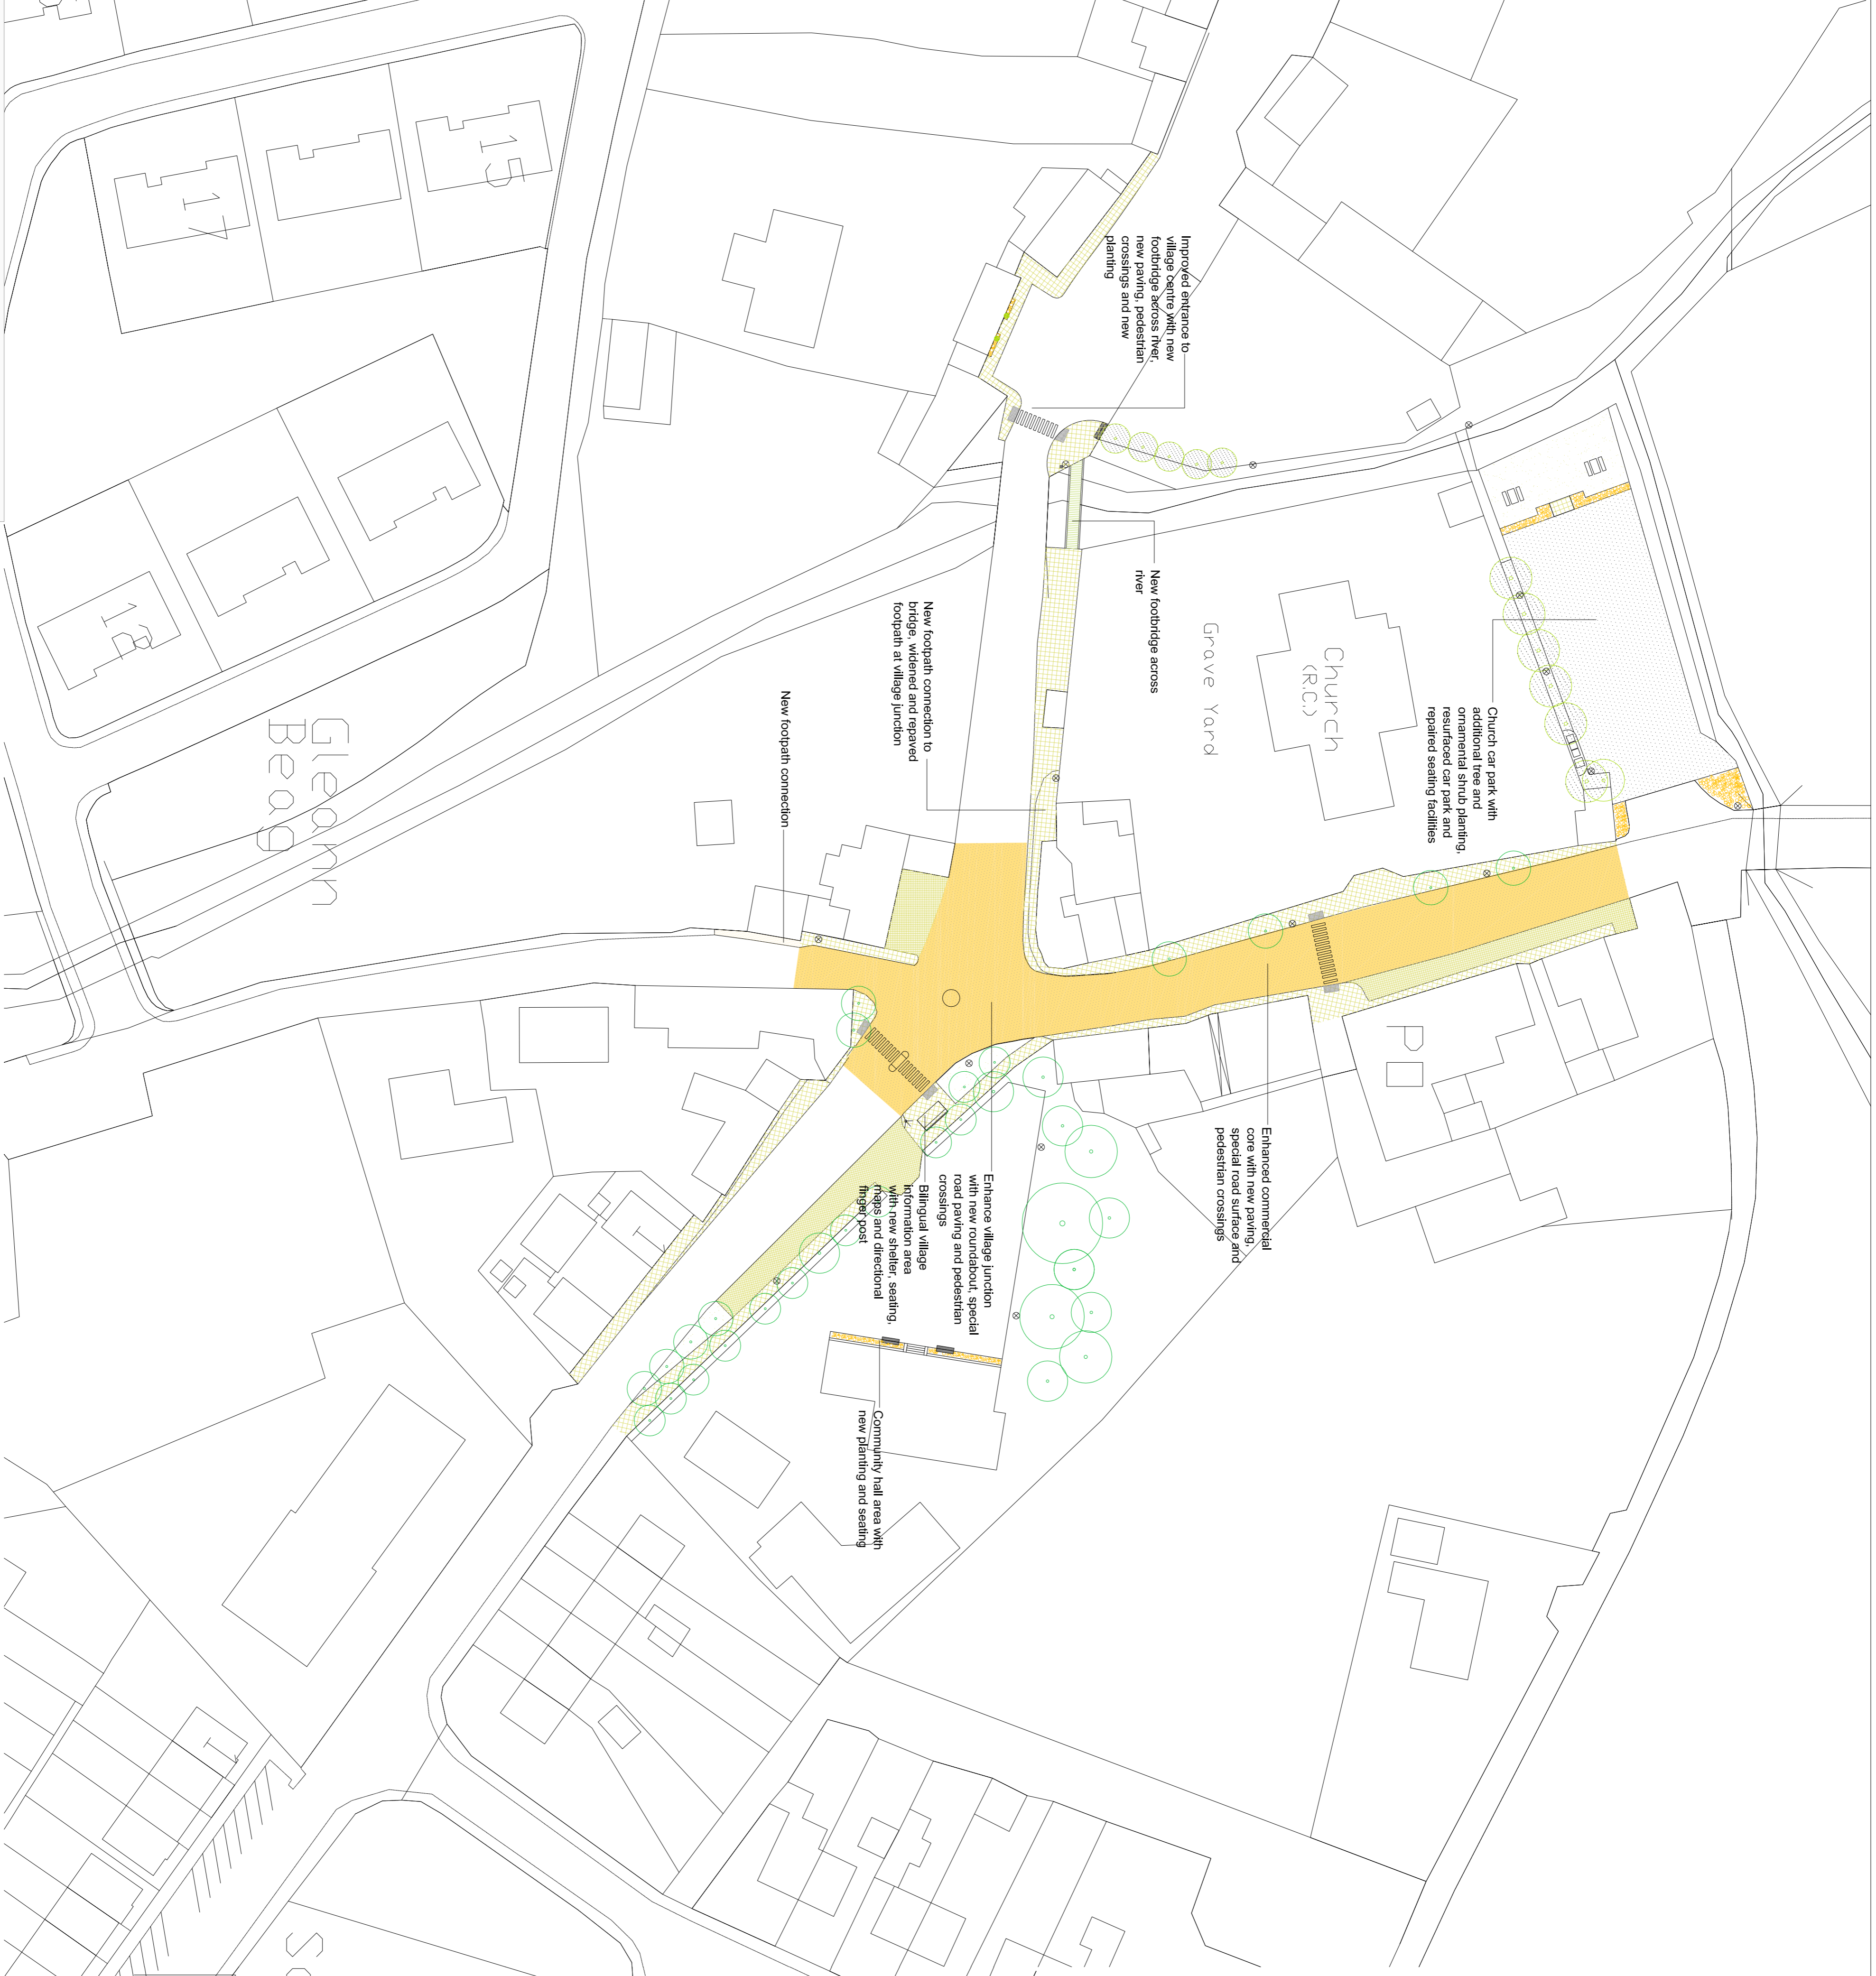 Church car park with
additional tree and
ornamental shrub planting,
resurfaced car park and
repaired seating facilities
Church
(R.C.)
Grave Yard
Improved entrance to
village centre with new
footbridge across river,
new paving, pedestrian
crossings and new
planting
New footbridge across
river
New footpath connection to
bridge, widened and repaved
footpath at village junction
New footpath connection
PO
Enhanced commercial
core with new paving,
special road surface and
pedestrian crossings
Enhance village junction
with new roundabout, special
road paving and pedestrian
crossings
Bilingual village
information area
with new shelter, seating,
maps and directional
finger post
Community hall area with
new planting and seating
15
17
19
Gleann
Beag
1
1
Sc